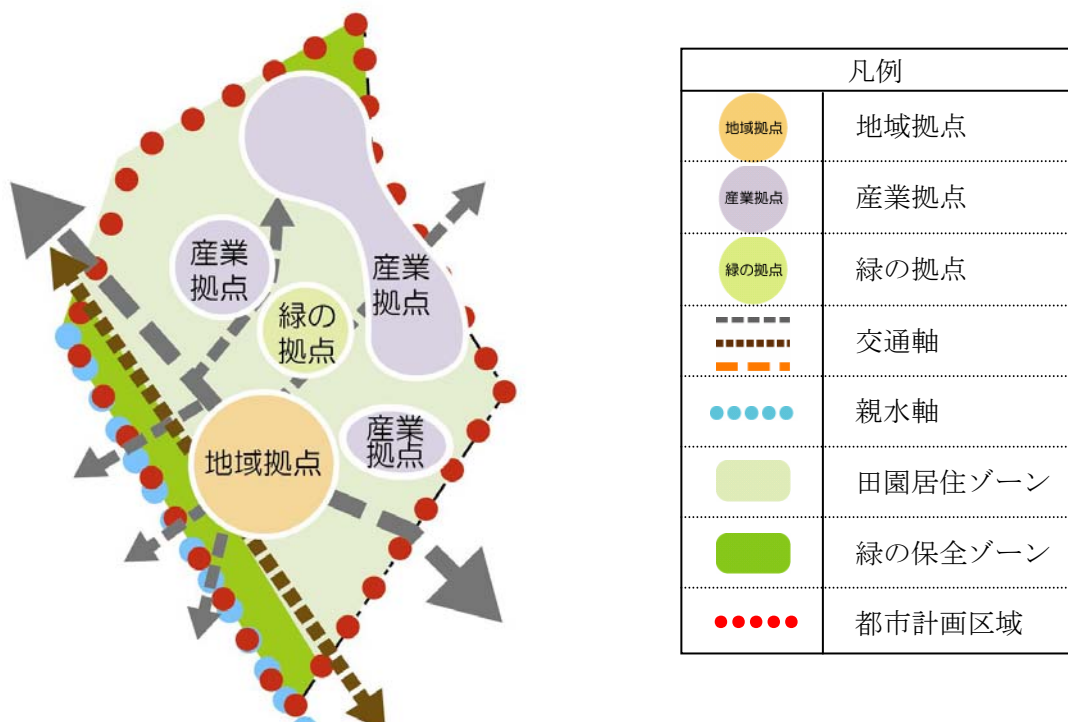 産業
拠点
産業
拠点
緑の
拠点
産業
拠点
地域拠点
凡例
地域拠点
地域拠点
産業拠点
産業拠点
緑の拠点
緑の拠点
交通軸
親水軸
田園居住ゾーン
緑の保全ゾーン
都市計画区域